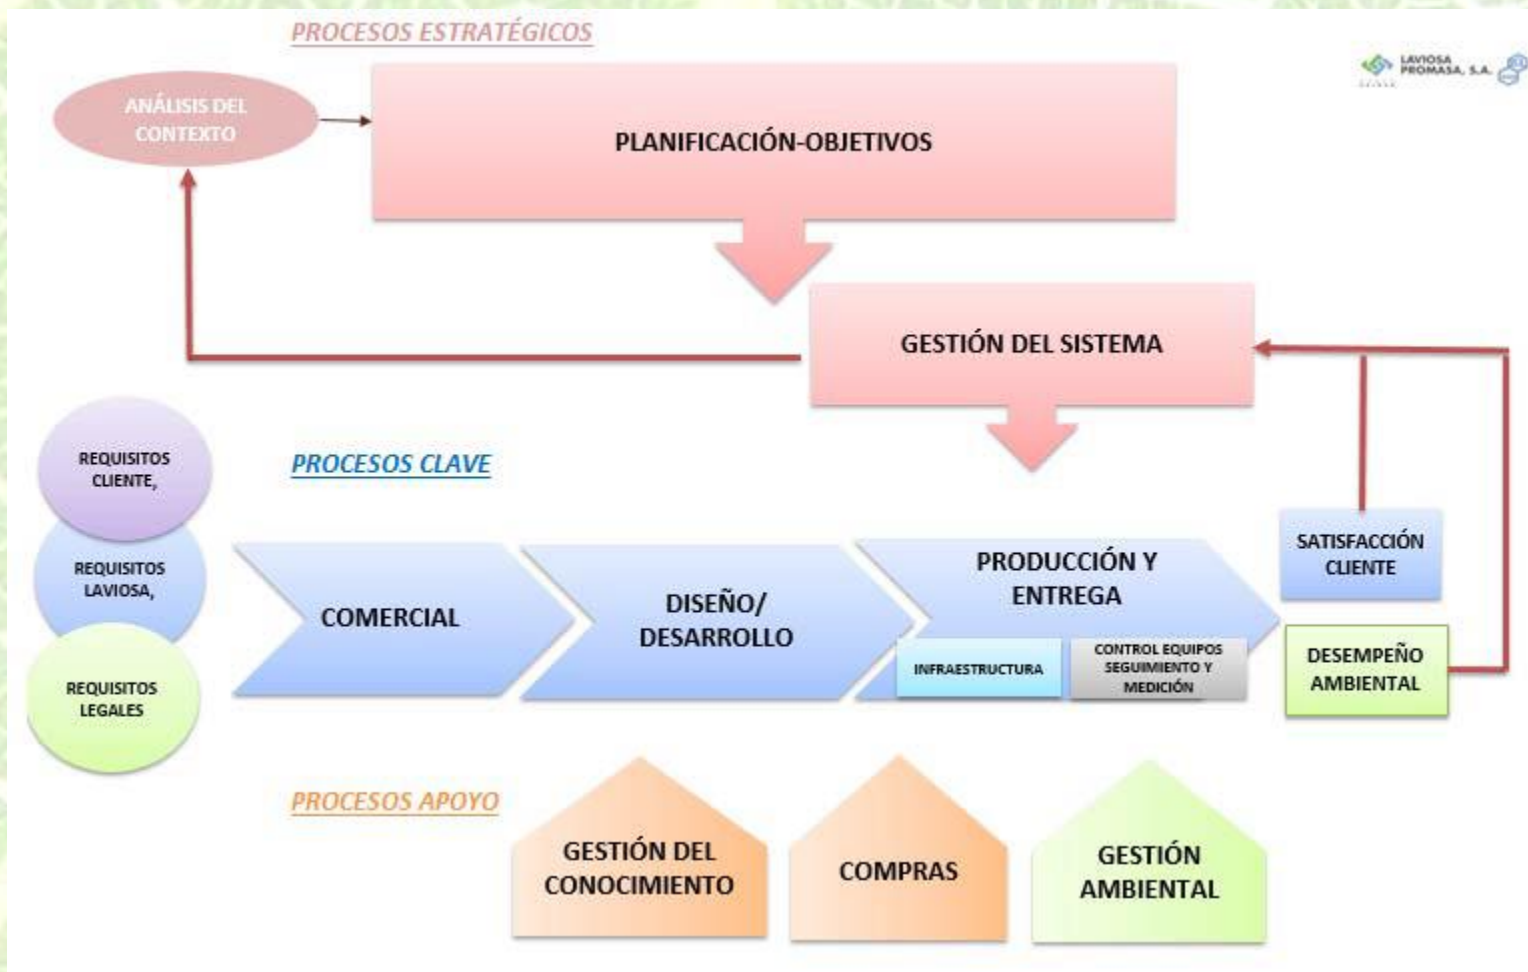 PROCESOS ESTRATÉGICOS
LAVIOSA
PROMASA, S.A.
ANÁLISIS DEL
CONTEXTO
PLANIFICACIÓN-OBJETIVOS
GESTIÓN DEL SISTEMA
REQUISITOS
CLIENTE,
PROCESOS CLAVE
REQUISITOS
LAVIOSA,
REQUISITOS
LEGALES
COMERCIAL
DISEÑO/
DESARROLLO
PRODUCCIÓN Y
ENTREGA
INFRAESTRUCTURA
CONTROL EQUIPOS
SEGUIMIENTO Y
MEDICIÓN
SATISFACCIÓN
CLIENTE
DESEMPEÑO
AMBIENTAL
PROCESOS APOYO
GESTIÓN DEL
CONOCIMIENTO
COMPRAS
GESTIÓN
AMBIENTAL